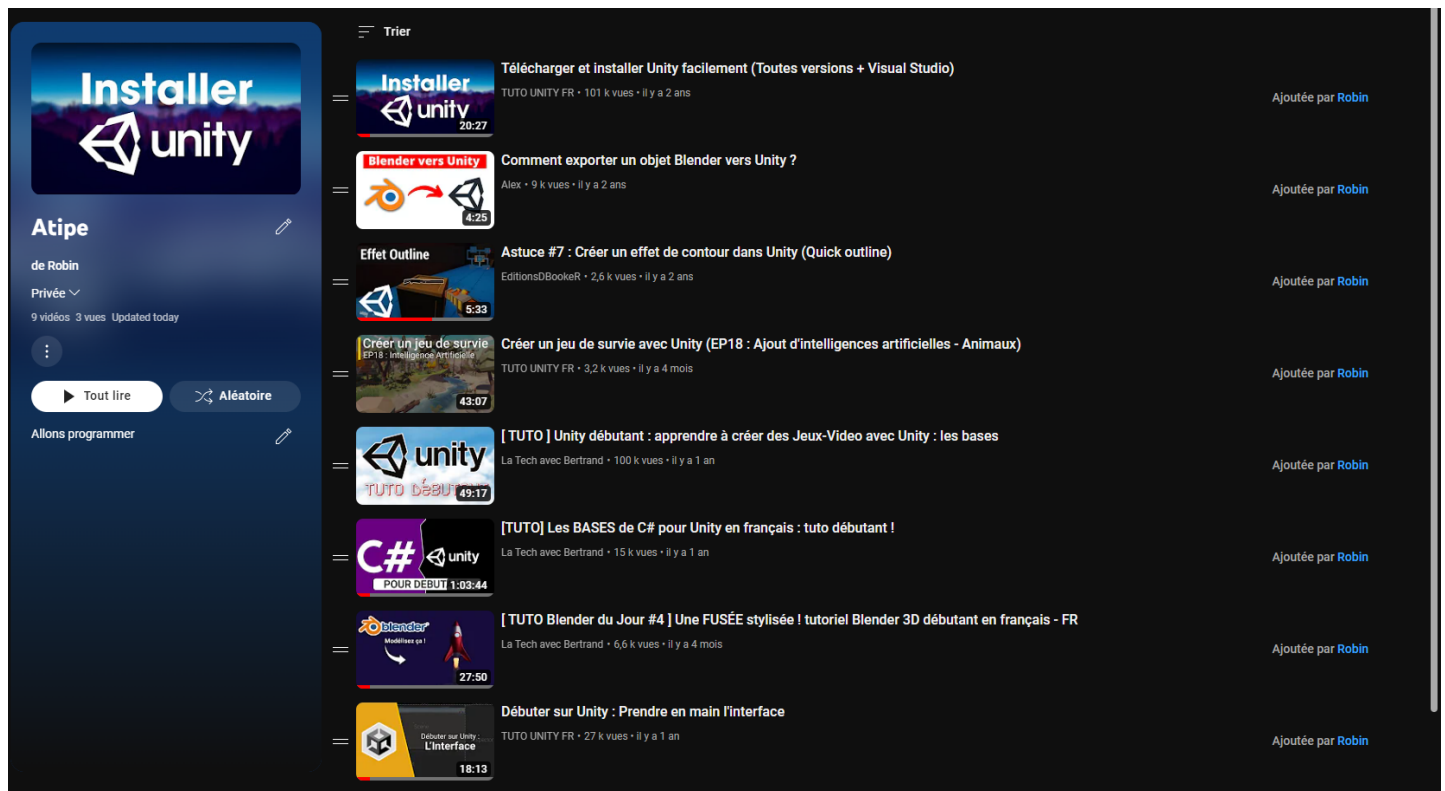 Installer
unity
Atipe
de Robin
Privée
9 vidéos 3 vues Updated today
Tout lire
Aléatoire
Allons programmer
Trier
Installer
unity
20:27
Télécharger et installer Unity facilement (Toutes versions + Visual Studio)
TUTO UNITY FR • 101 k vues • il y a 2 ans
Ajoutée par Robin
Blender vers Unity
4:25
Comment exporter un objet Blender vers Unity ?
Alex • 9 k vues • il y a 2 ans
Ajoutée par Robin
Effet Outline
5:33
Astuce #7 : Créer un effet de contour dans Unity (Quick outline)
EditionsDBookeR • 2,6 k vues • il y a 2 ans
Ajoutée par Robin
Créer un jeu de survie
EP18 : Intelligence Artificielle
43:07
Créer un jeu de survie avec Unity (EP18 : Ajout d'intelligences artificielles - Animaux)
TUTO UNITY FR • 3,2 k vues • il y a 4 mois
Ajoutée par Robin
unity
TUTO DéBUT
49:17
[ TUTO ] Unity débutant : apprendre à créer des Jeux-Video avec Unity : les bases
La Tech avec Bertrand • 100 k vues • il y a 1 an
Ajoutée par Robin
C# unity
POUR DEBUT
1:03:44
[TUTO] Les BASES de C# pour Unity en français : tuto débutant !
La Tech avec Bertrand • 15 k vues • il y a 1 an
Ajoutée par Robin
blender
Modélisez ça !
27:50
[ TUTO Blender du Jour #4 ] Une FUSÉE stylisée ! tutoriel Blender 3D débutant en français - FR
La Tech avec Bertrand • 6,6 k vues • il y a 4 mois
Ajoutée par Robin
Débuter sur Unity :
L'Interface
18:13
Débuter sur Unity : Prendre en main l'interface
TUTO UNITY FR • 27 k vues • il y a 1 an
Ajoutée par Robin